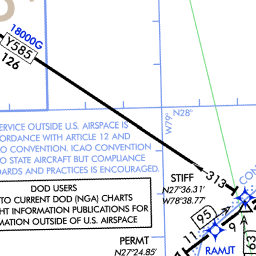 18000G
Y585
126
N28°
W79°
SERVICE OUTSIDE U.S. AIRSPACE IS
ORDANCE WITH ARTICLE 12 AND
O CONVENTION. ICAO CONVENTION
TO STATE AIRCRAFT BUT COMPLIANCE
DARDS AND PRACTICES IS ENCOURAGED.
313
STIFF
N27°36.31'
W78°38.77'
CON
DOD USERS
TO CURRENT DOD (NGA) CHARTS
HT INFORMATION PUBLICATIONS FOR
MATION OUTSIDE OF U.S. AIRSPACE
95
11
9
63
RAMJT
PERMT
N27°24.85'